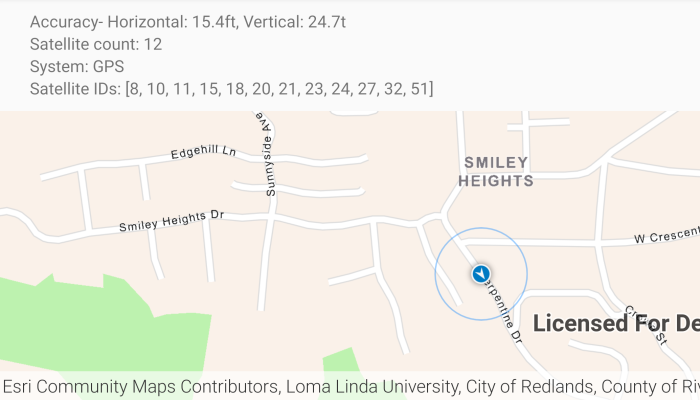 Accuracy- Horizontal: 15.4ft, Vertical: 24.7t
Satellite count: 12
System: GPS
Satellite IDs: [8, 10, 11, 15, 18, 20, 21, 23, 24, 27, 32, 51]
Sunnyside Ave
Edgehill Ln
SMILEY
HEIGHTS
Smiley Heights Dr
W Crescent
erpentine Dr
St
Licensed For De
Esri Community Maps Contributors, Loma Linda University, City of Redlands, County of Riv